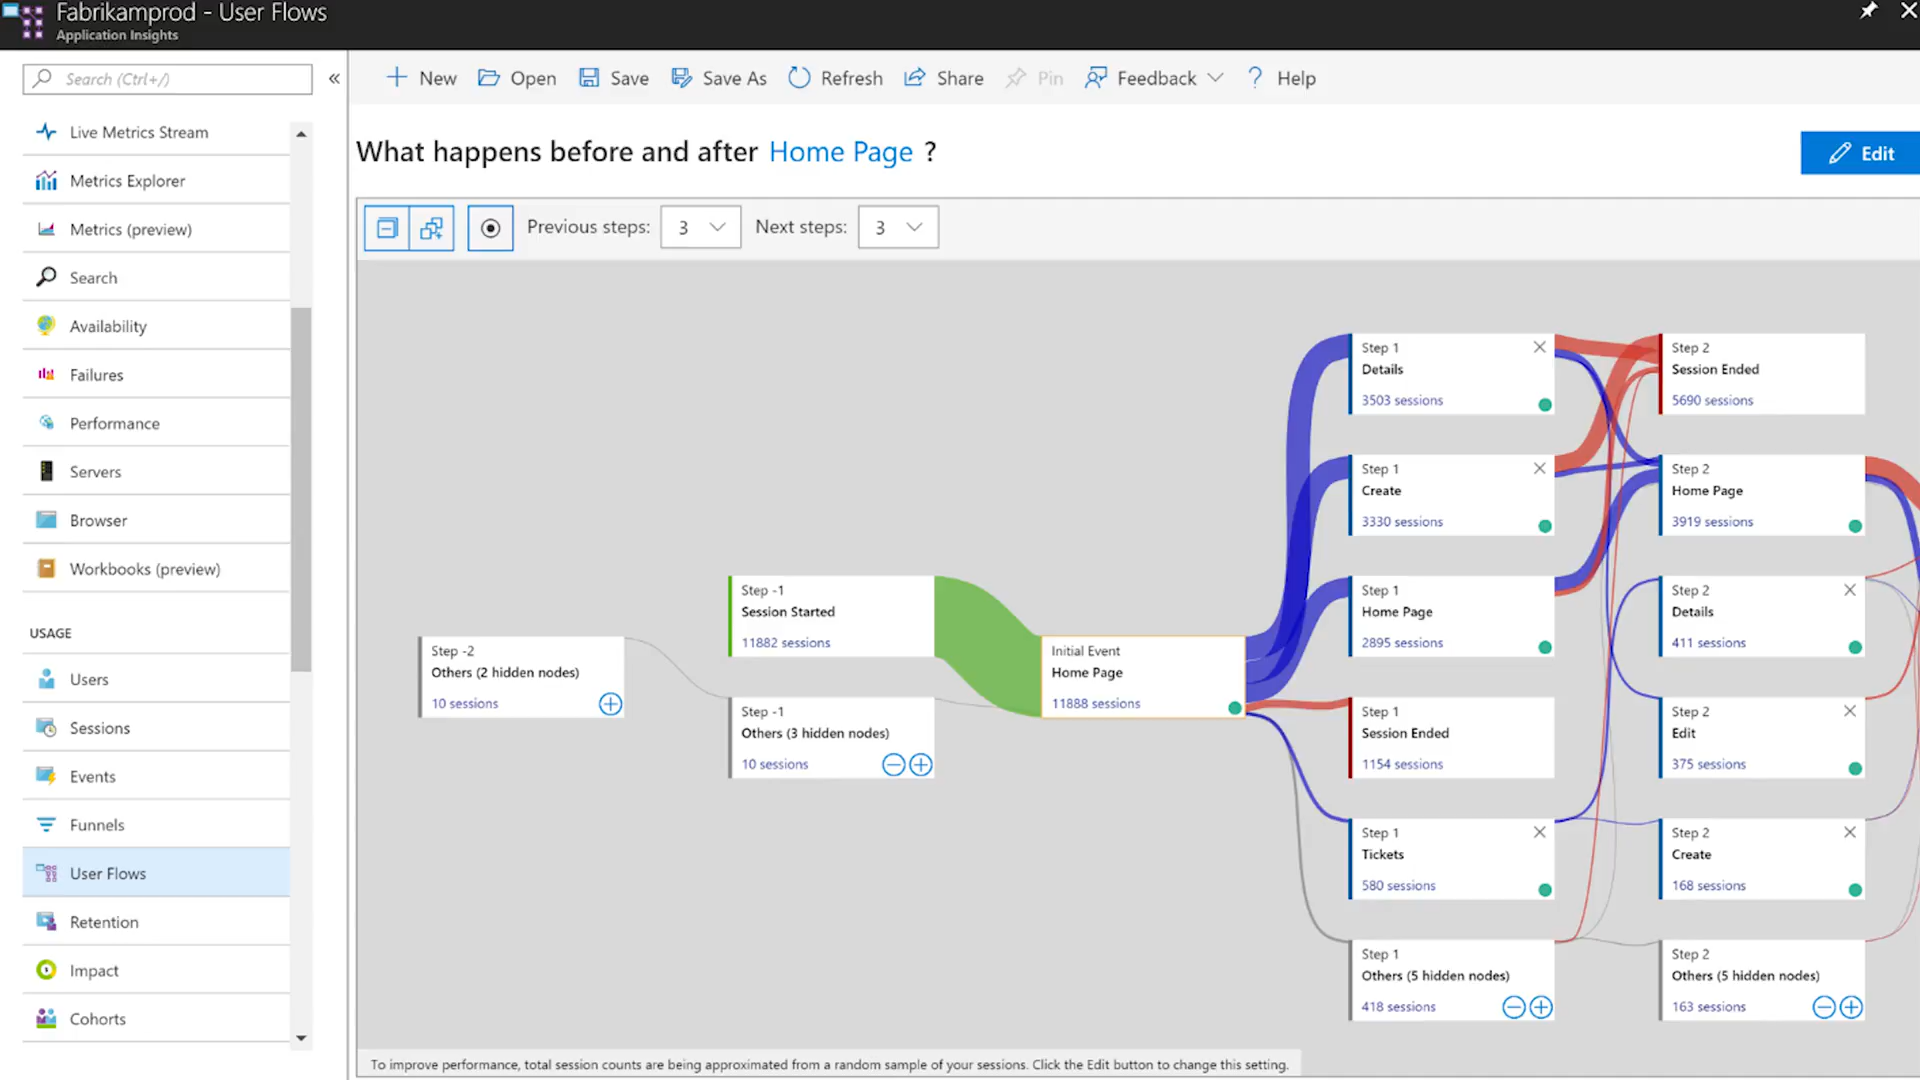 Fabrikamprod - User Flows
Application Insights
Search (Ctrl+/)
Live Metrics Stream
Metrics Explorer
Metrics (preview)
Search
Availability
Failures
Performance
Servers
Browser
Workbooks (preview)
USAGE
Users
Sessions
Events
Funnels
User Flows
Retention
Impact
Cohorts
New Open Save Save As Refresh Share Pin Feedback Help
What happens before and after Home Page ?
Edit
Previous steps: 3 Next steps: 3
Step -2
Others (2 hidden nodes)
10 sessions
Step -1
Session Started
11882 sessions
Step -1
Others (3 hidden nodes)
10 sessions
Initial Event
Home Page
11888 sessions
Step 1
Details
3503 sessions
Step 1
Create
3330 sessions
Step 1
Home Page
2895 sessions
Step 1
Session Ended
1154 sessions
Step 1
Tickets
580 sessions
Step 1
Others (5 hidden nodes)
418 sessions
Step 2
Session Ended
5690 sessions
Step 2
Home Page
3919 sessions
Step 2
Details
411 sessions
Step 2
Edit
375 sessions
Step 2
Create
168 sessions
Step 2
Others (5 hidden nodes)
163 sessions
To improve performance, total session counts are being approximated from a random sample of your sessions. Click the Edit button to change this setting.